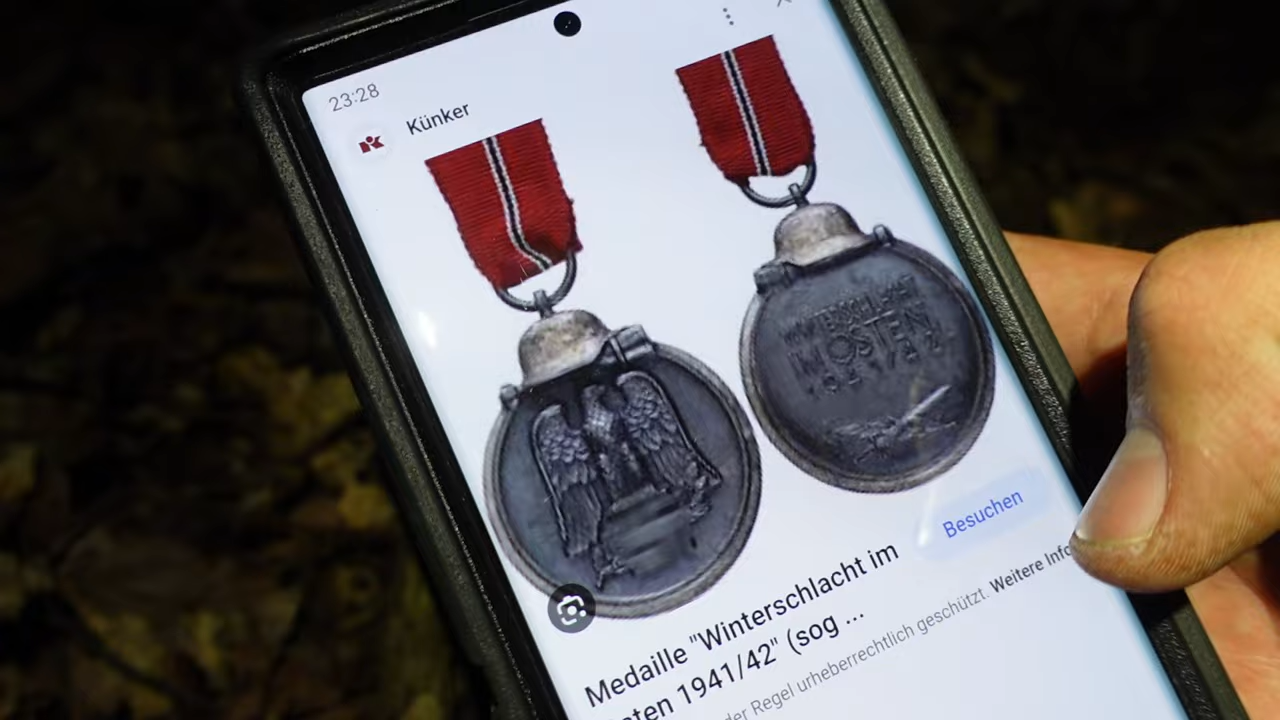 23:28
Künker
WINTERSCHLACHT
IM OSTEN
1941/42
Besuchen
Medaille "Winterschlacht im
sten 1941/42" (sog ...
der Regel urheberrechtlich geschützt. Weitere Info